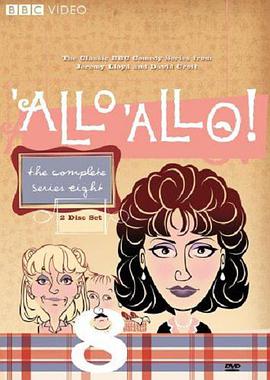 BBC VIDEO
The Classic BBC Comedy Series from
Jeremy Lloyd and David Croft
'ALLO 'ALLO!
the complete
series eight
2 Disc Set
8
DVD